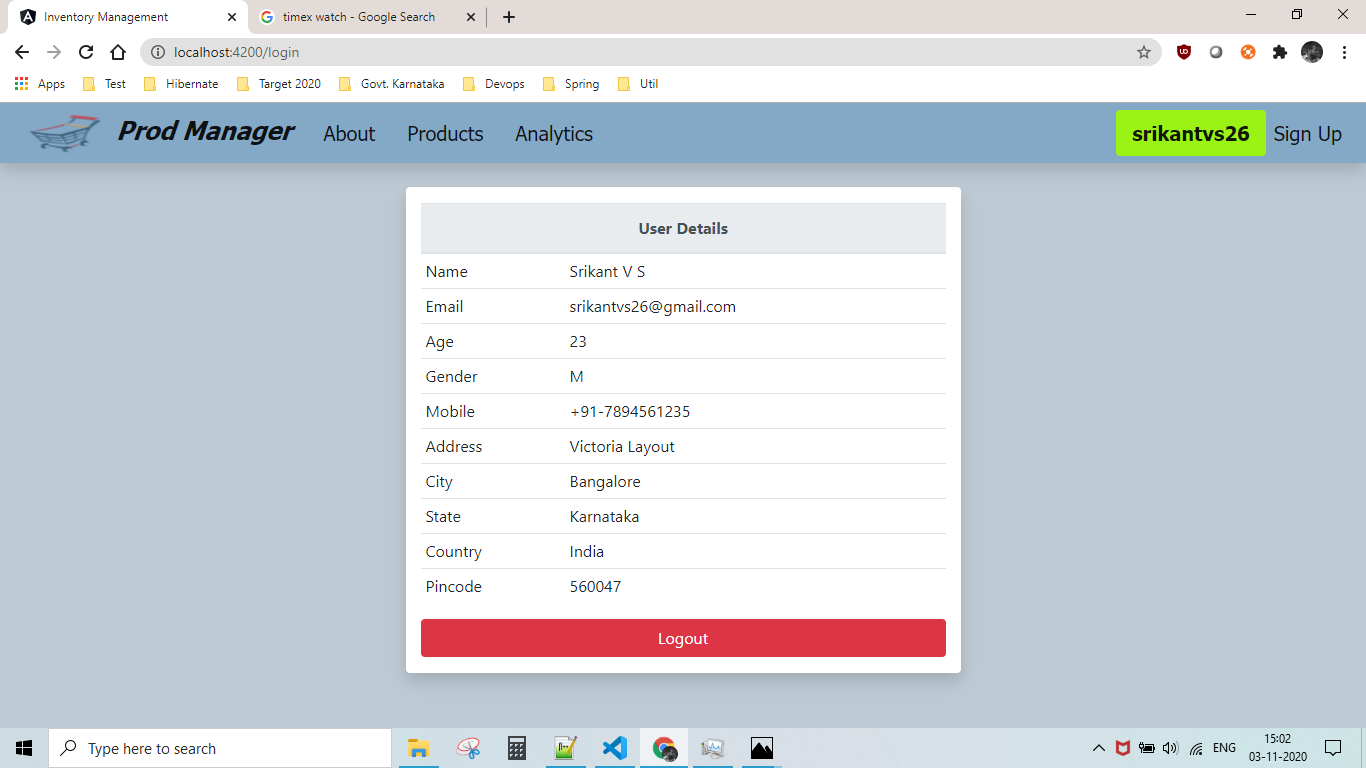 Inventory Management
timex watch - Google Search
localhost:4200/login
Apps Test Hibernate Target 2020 Govt. Karnataka Devops Spring Util
Prod Manager About Products Analytics srikantvs26 Sign Up
User Details
Name Srikant V S
Email srikantvs26@gmail.com
Age 23
Gender M
Mobile +91-7894561235
Address Victoria Layout
City Bangalore
State Karnataka
Country India
Pincode 560047
Logout
Type here to search
ENG
15:02
03-11-2020